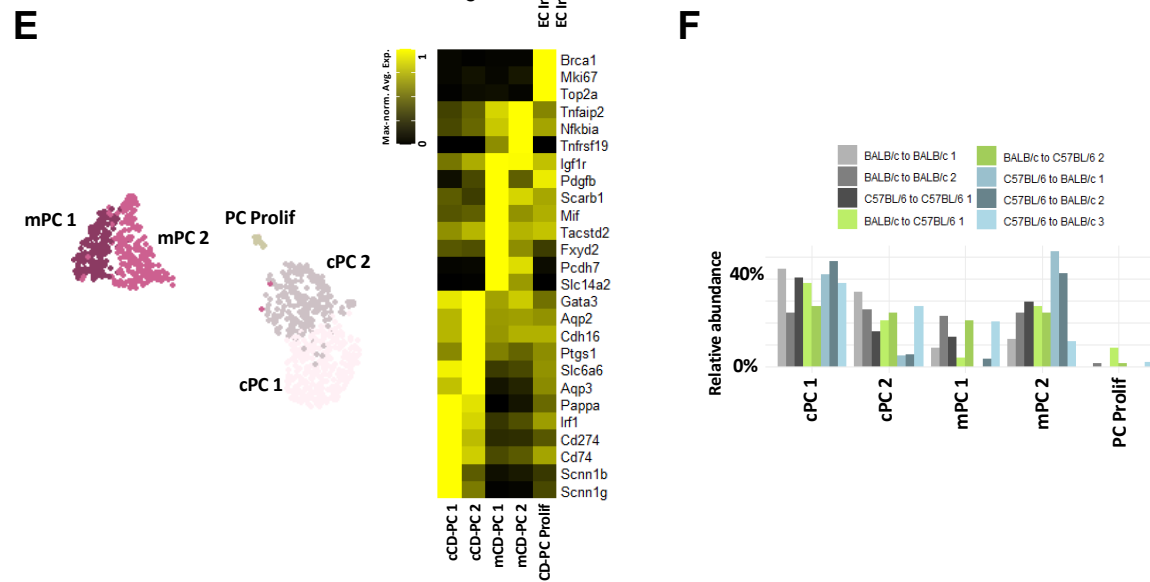 E
mPC 1
mPC 2
PC Prolif
cPC 2
cPC 1
Max-norm. Avg. Exp.
1
0
EC In
EC In
Brca1
Mki67
Top2a
Tnfaip2
Nfkbia
Tnfrsf19
Igf1r
Pdgfb
Scarb1
Mif
Tacstd2
Fxyd2
Pcdh7
Slc14a2
Gata3
Aqp2
Cdh16
Ptgs1
Slc6a6
Aqp3
Pappa
Irf1
Cd274
Cd74
Scnn1b
Scnn1g
cCD-PC 1
cCD-PC 2
mCD-PC 1
mCD-PC 2
CD-PC Prolif
F
BALB/c to BALB/c 1
BALB/c to BALB/c 2
C57BL/6 to C57BL/6 1
BALB/c to C57BL/6 1
BALB/c to C57BL/6 2
C57BL/6 to BALB/c 1
C57BL/6 to BALB/c 2
C57BL/6 to BALB/c 3
Relative abundance
40%
0%
cPC 1
cPC 2
mPC 1
mPC 2
PC Prolif